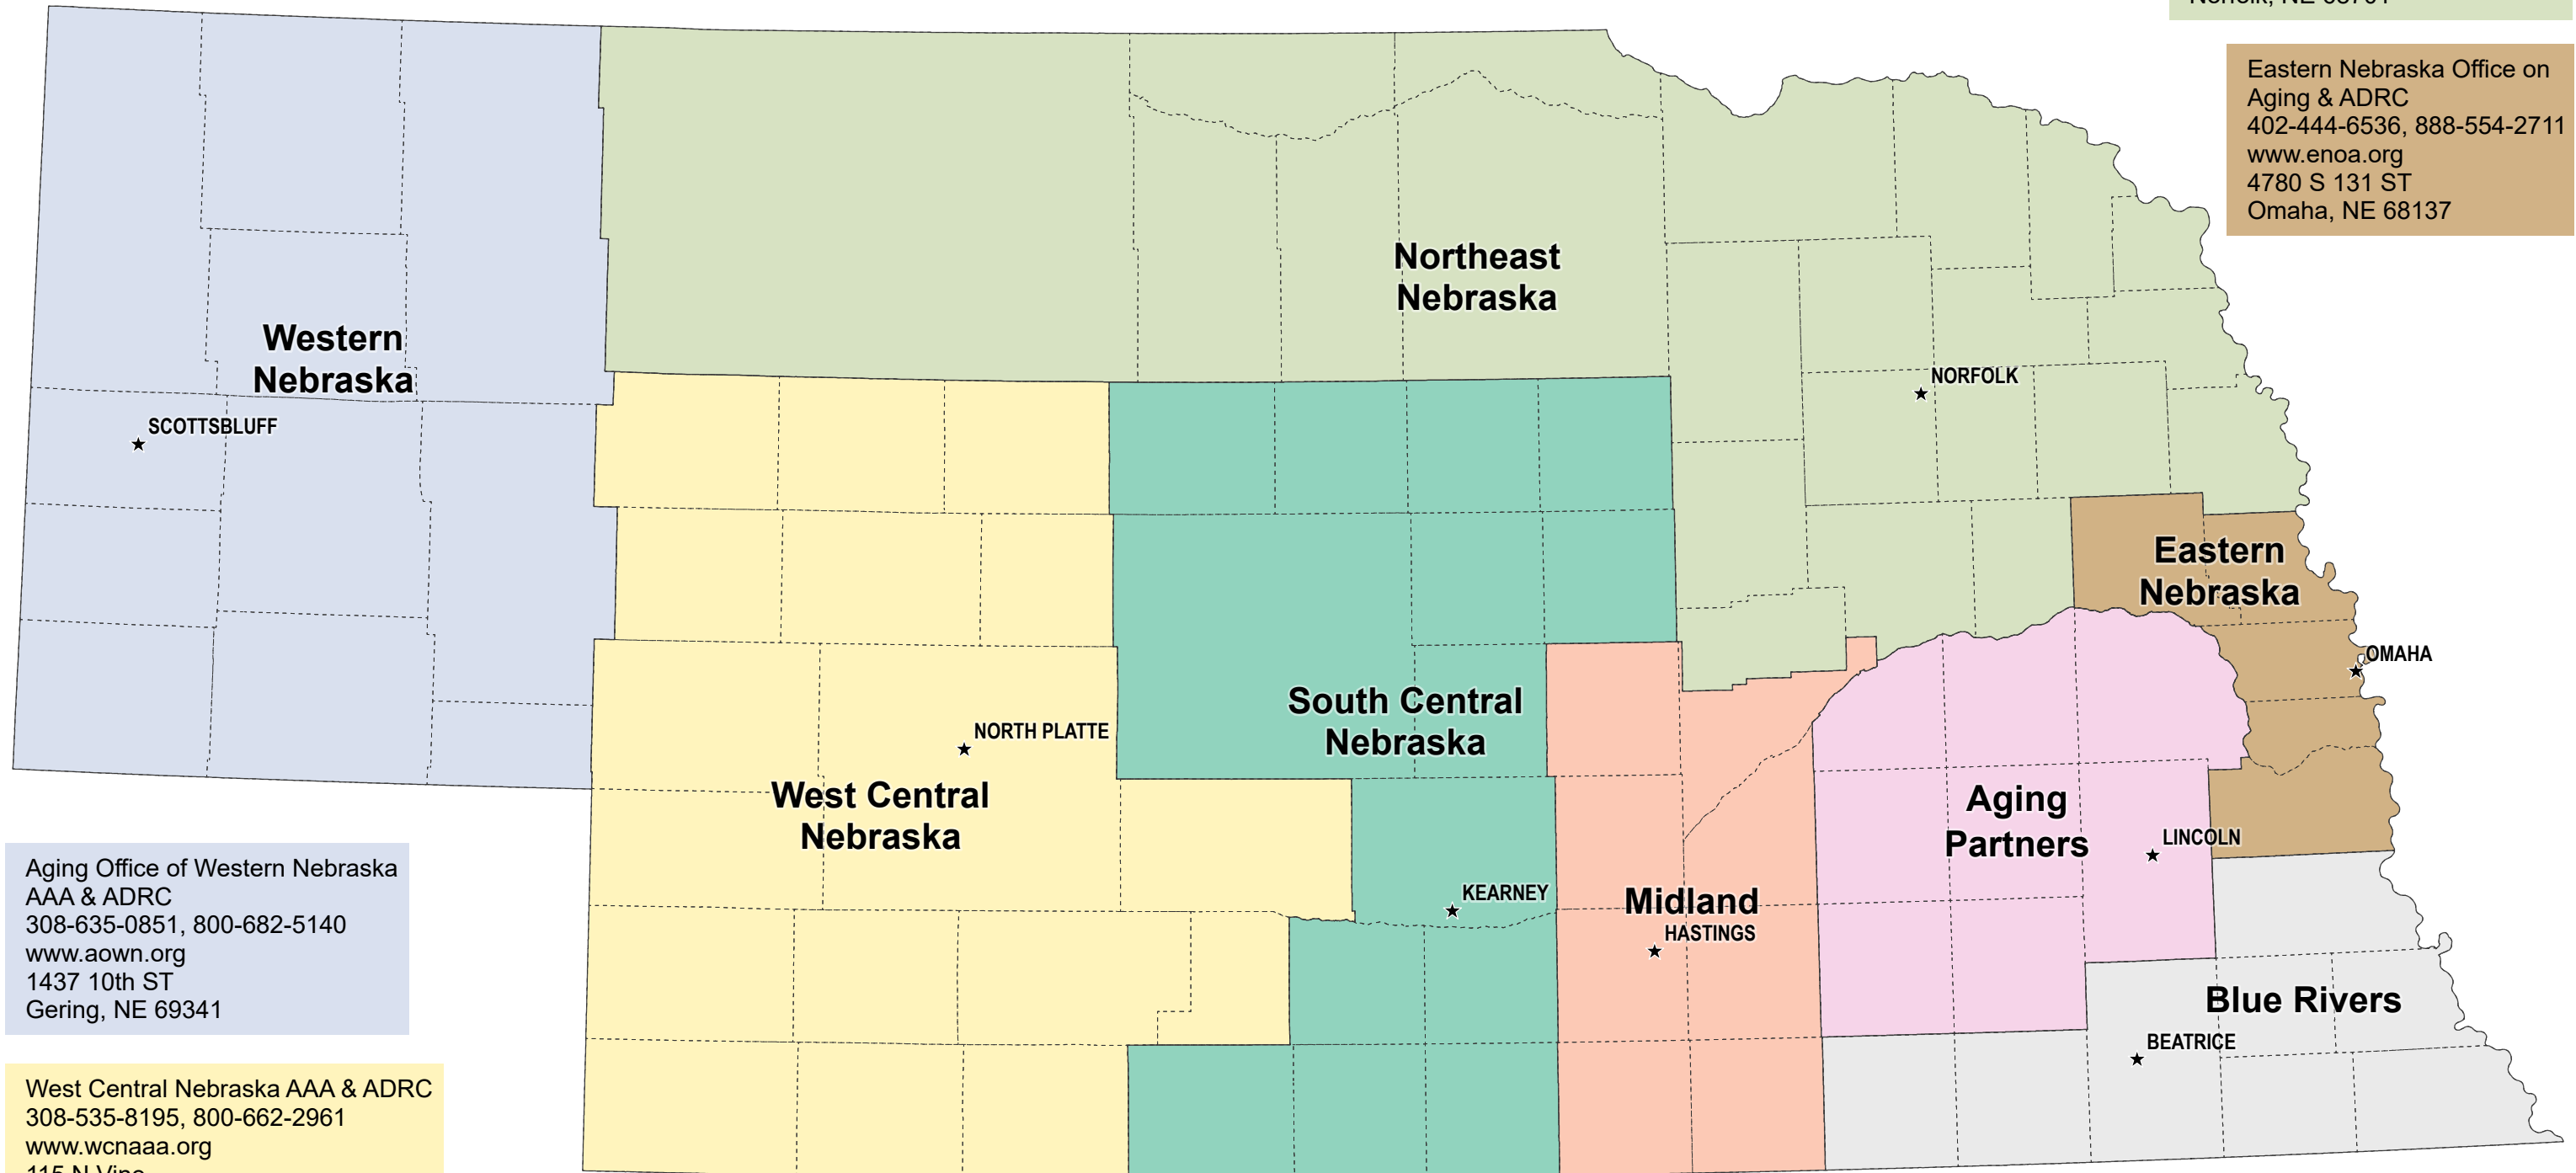 Eastern Nebraska Office on
Aging & ADRC
402-444-6536, 888-554-2711
www.enoa.org
4780 S 131 ST
Omaha, NE 68137
Northeast
Nebraska
Western
Nebraska
NORFOLK
SCOTTSBLUFF
Eastern
Nebraska
OMAHA
South Central
Nebraska
NORTH PLATTE
West Central
Nebraska
Aging
Partners
LINCOLN
KEARNEY
Midland
HASTINGS
Blue Rivers
BEATRICE
Aging Office of Western Nebraska
AAA & ADRC
308-635-0851, 800-682-5140
www.aown.org
1437 10th ST
Gering, NE 69341
West Central Nebraska AAA & ADRC
308-535-8195, 800-662-2961
www.wcnaaa.org